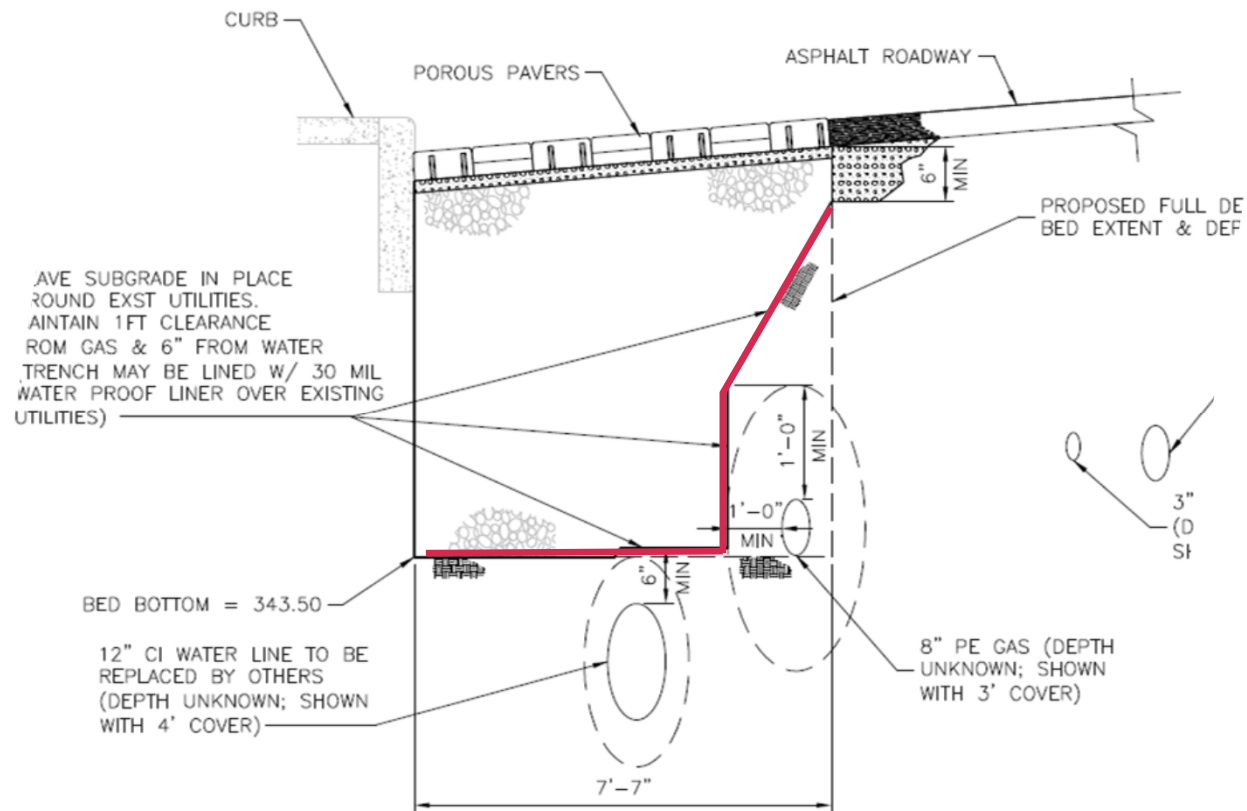 CURB
POROUS PAVERS
ASPHALT ROADWAY
6"
MIN
PROPOSED FULL DE
BED EXTENT & DEF
AVE SUBGRADE IN PLACE
ROUND EXST UTILITIES.
AINTAIN 1FT CLEARANCE
ROM GAS & 6" FROM WATER
TRENCH MAY BE LINED W/ 30 MIL
WATER PROOF LINER OVER EXISTING
UTILITIES)
1'-0"
MIN
1'-0"
MIN
3"
(D
SH
6"
MIN
BED BOTTOM = 343.50
12" CI WATER LINE TO BE
REPLACED BY OTHERS
(DEPTH UNKNOWN; SHOWN
WITH 4' COVER)
8" PE GAS (DEPTH
UNKNOWN; SHOWN
WITH 3' COVER)
7'-7"